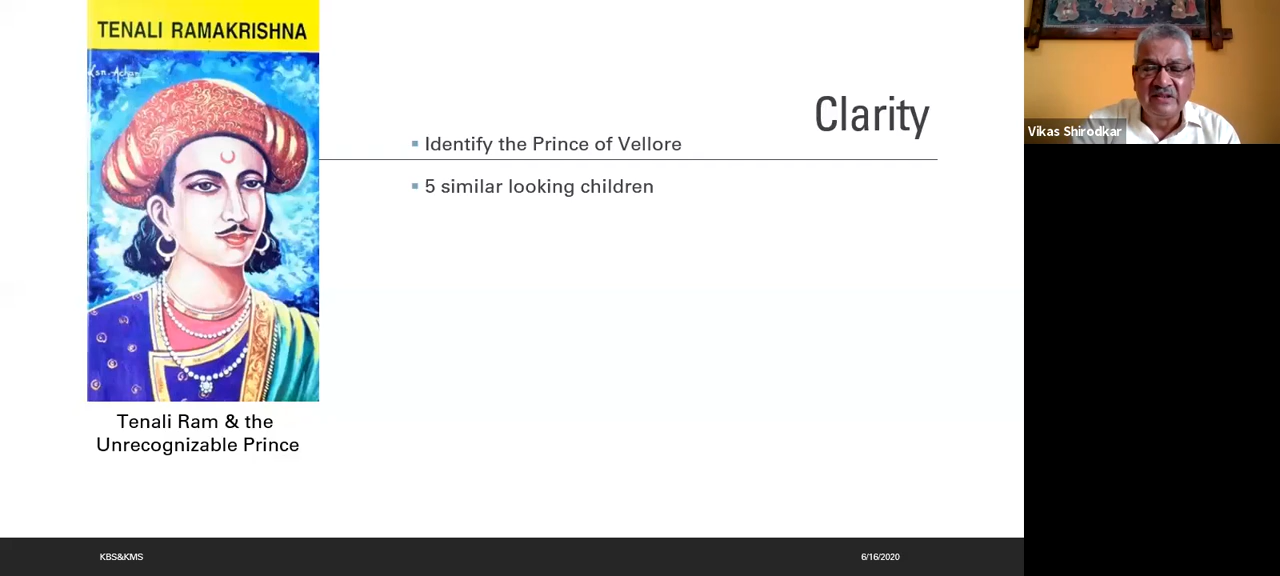 TENALI RAMAKRISHNA
Clarity
Identify the Prince of Vellore
5 similar looking children
Tenali Ram & the
Unrecognizable Prince
KBS&KMS
6/16/2020
Vikas Shirodkar